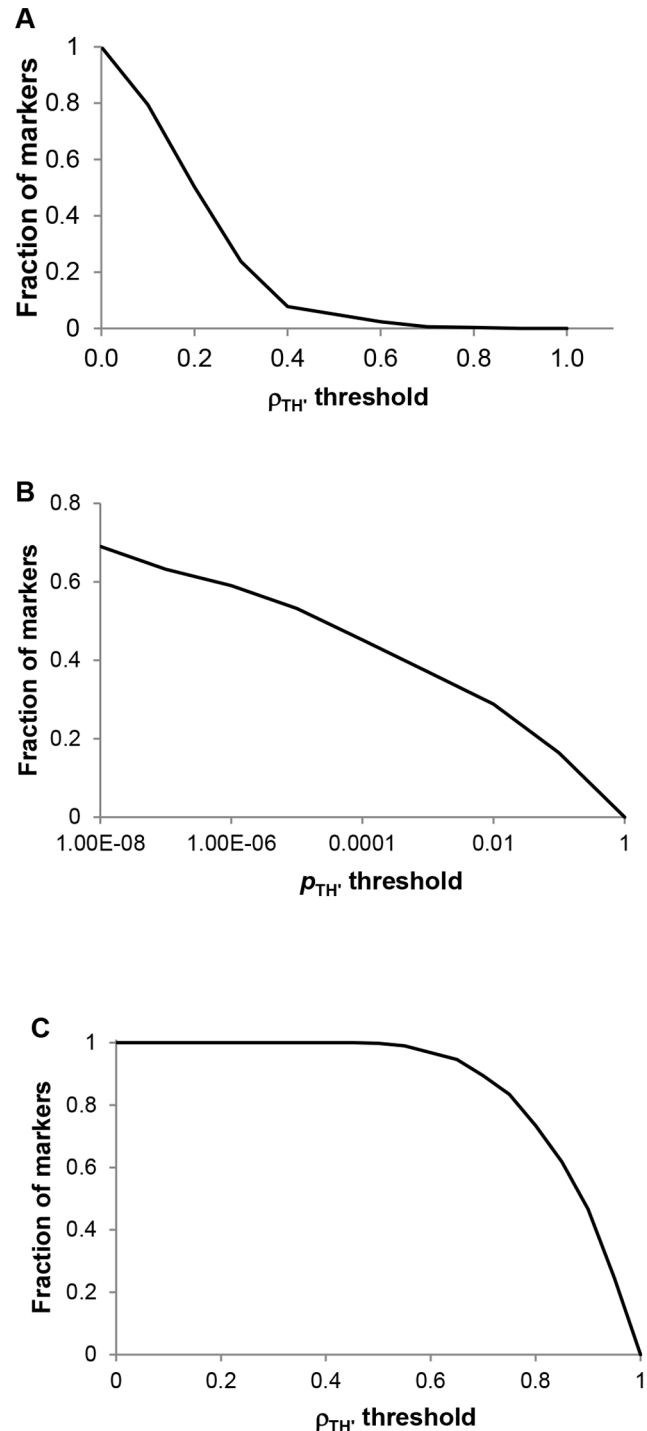 A
Fraction of markers
1
0.8
0.6
0.4
0.2
0
0.0 0.2 0.4 0.6 0.8 1.0
ρTH' threshold
B
Fraction of markers
0.8
0.6
0.4
0.2
0
1.00E-08 1.00E-06 0.0001 0.01 1
pTH' threshold
C
Fraction of markers
1
0.8
0.6
0.4
0.2
0
0 0.2 0.4 0.6 0.8 1
ρTH' threshold